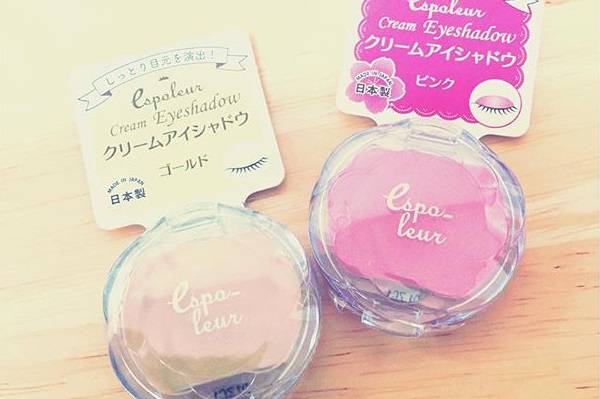 しっとり目元を演出!
espoleur
Cream Eyeshadow
クリームアイシャドウ
ゴールド
MADE IN JAPAN
日本製
espo-
leur
espoleur
Cream Eyeshadow
クリームアイシャドウ
ピンク
MADE IN JAPAN
日本製
espo-
leur